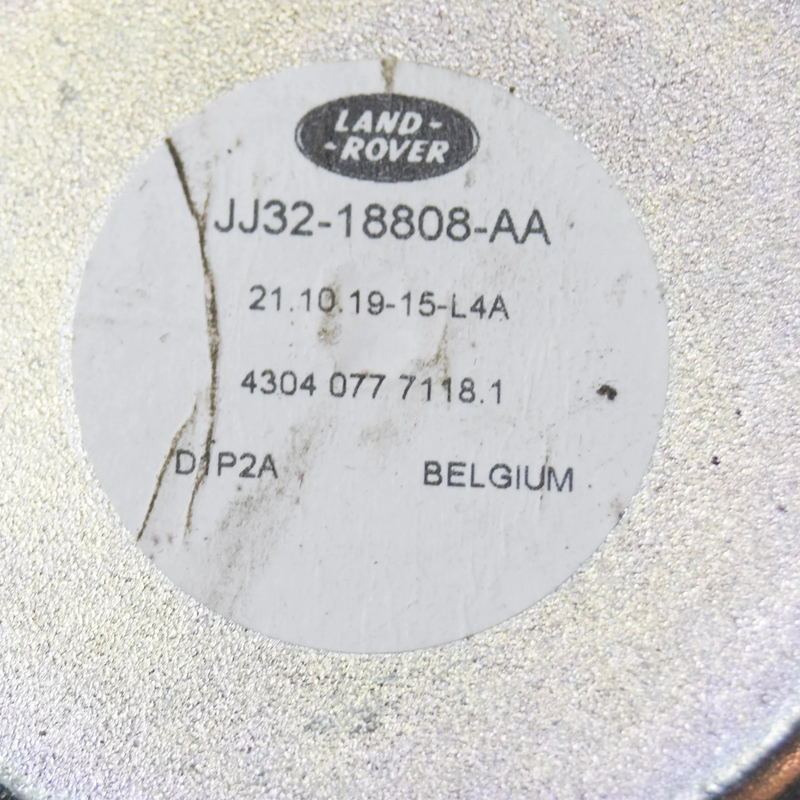 LAND-
-ROVER
JJ32-18808-AA
21.10.19-15-L4A
4304 077 7118.1
D1P2A BELGIUM